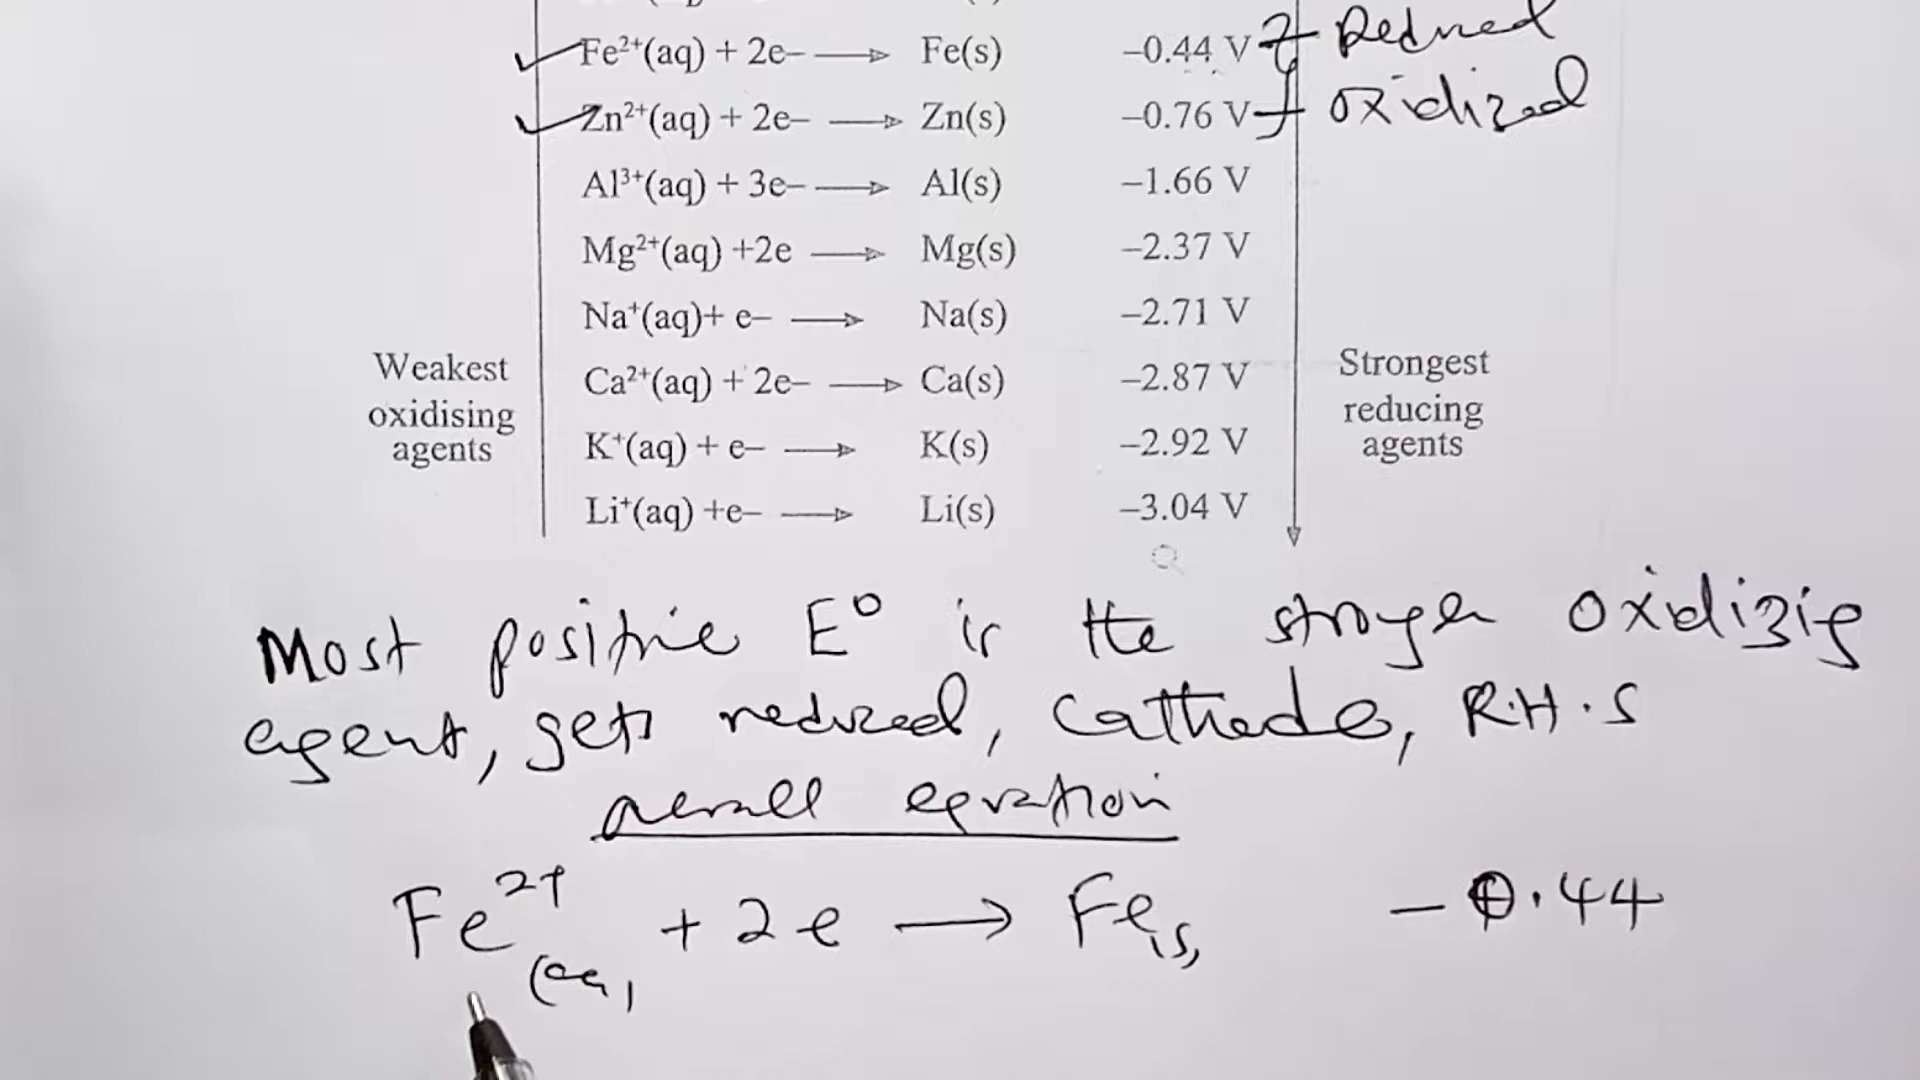 Fe²⁺(aq) + 2e– ⟶ Fe(s) –0.44 V Reduced
Zn²⁺(aq) + 2e– ⟶ Zn(s) –0.76 V oxidized
Al³⁺(aq) + 3e– ⟶ Al(s) –1.66 V
Mg²⁺(aq) +2e ⟶ Mg(s) –2.37 V
Na⁺(aq)+ e– ⟶ Na(s) –2.71 V
Ca²⁺(aq) + 2e– ⟶ Ca(s) –2.87 V
K⁺(aq) + e– ⟶ K(s) –2.92 V
Li⁺(aq) +e– ⟶ Li(s) –3.04 V
Weakest
oxidising
agents
Strongest
reducing
agents
Most positive E⁰ is the stronger oxidizing
agent, gets reduced, cathode, R.H.S
overall equation
Fe²⁺(aq) + 2e ⟶ Fe(s) – 0.44